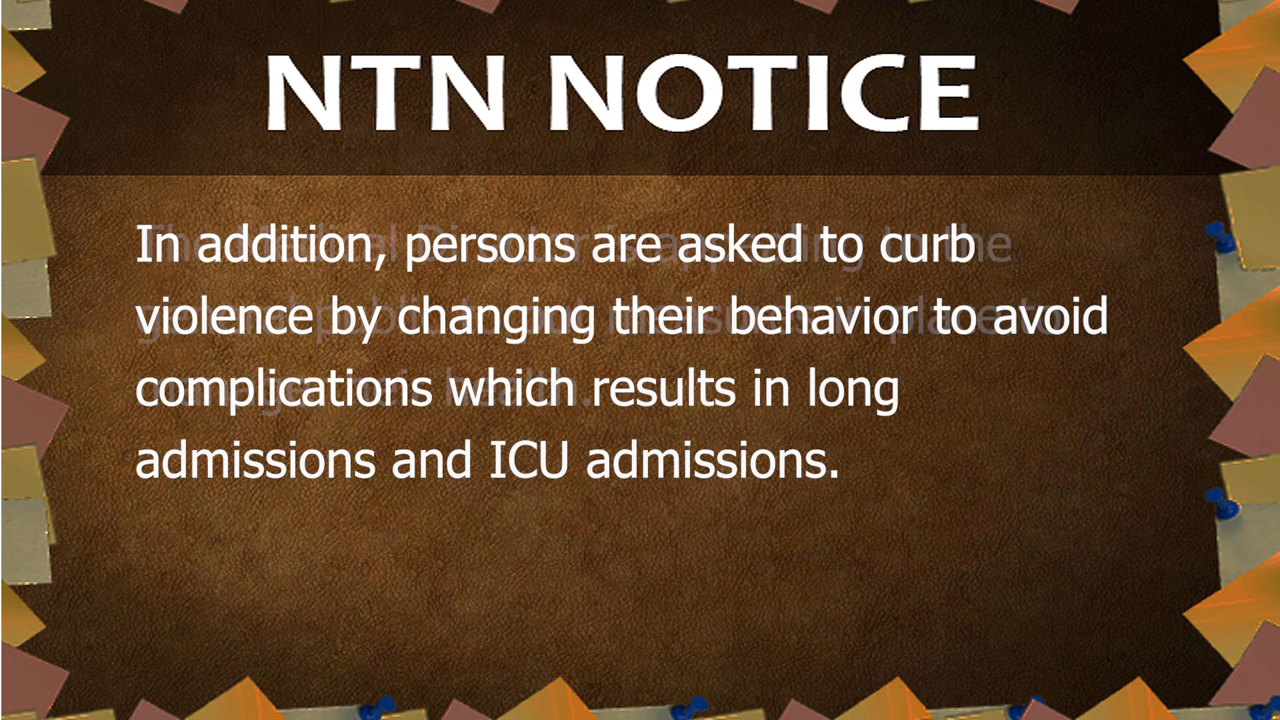 NTN NOTICE
In addition, persons are asked to curb
violence by changing their behavior to avoid
complications which results in long
admissions and ICU admissions.